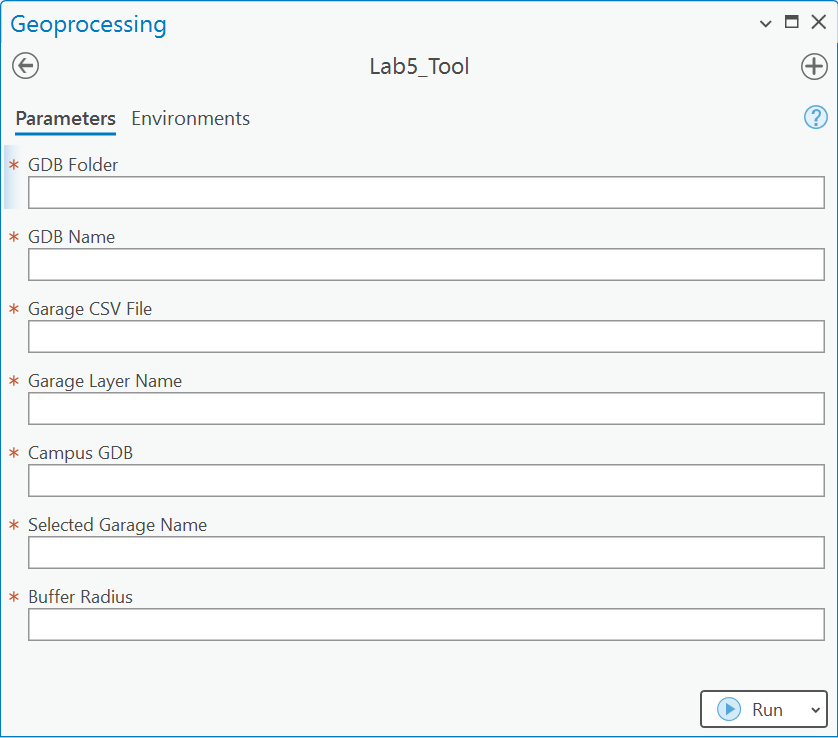 Geoprocessing
Lab5_Tool
Parameters Environments
?
* GDB Folder
* GDB Name
* Garage CSV File
* Garage Layer Name
* Campus GDB
* Selected Garage Name
* Buffer Radius
Run